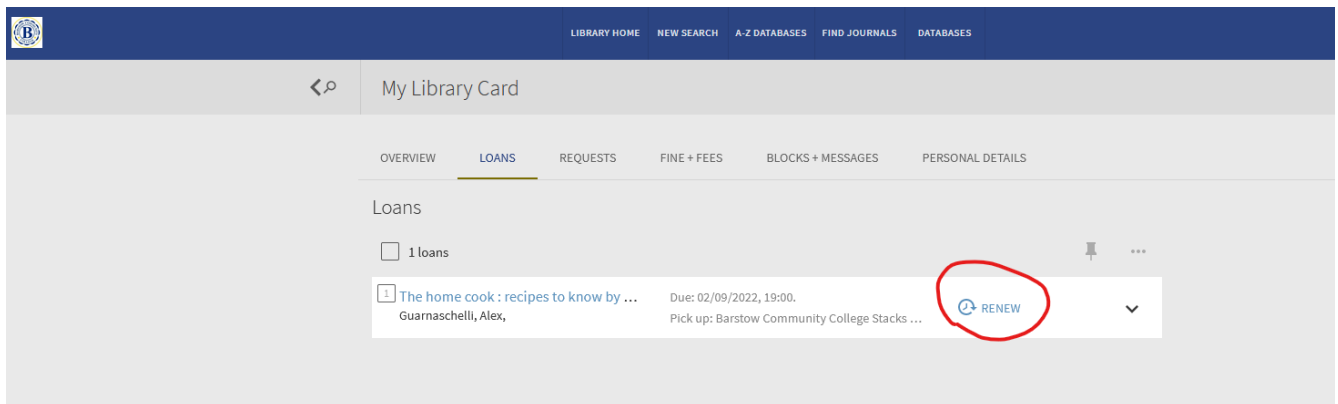 B
LIBRARY HOME NEW SEARCH A-Z DATABASES FIND JOURNALS DATABASES
My Library Card
OVERVIEW LOANS REQUESTS FINE + FEES BLOCKS + MESSAGES PERSONAL DETAILS
Loans
1 loans
1 The home cook : recipes to know by ... Due: 02/09/2022, 19:00. RENEW
Guarnaschelli, Alex, Pick up: Barstow Community College Stacks ...